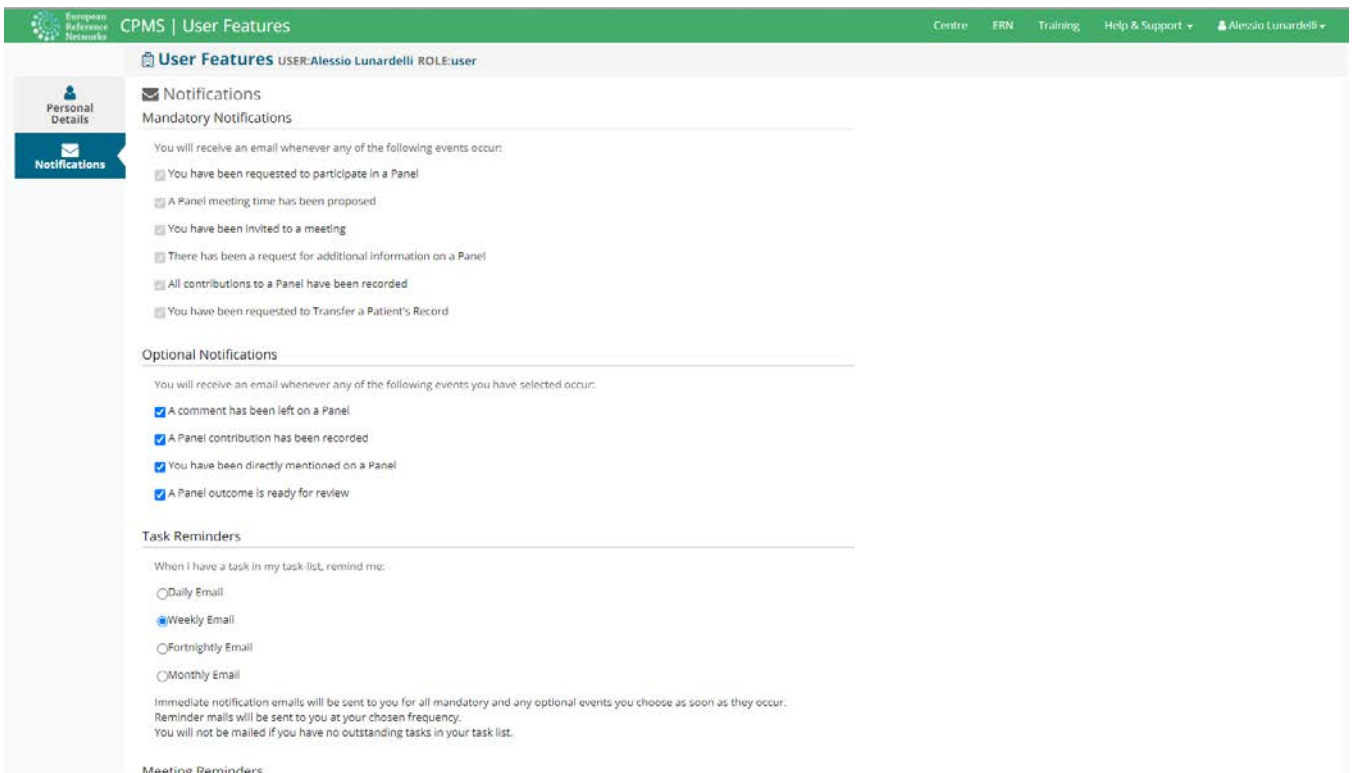 European
Reference
Networks
CPMS | User Features
Centre
ERN
Training
Help & Support
Alessio Lunardelli
User Features USER:Alessio Lunardelli ROLE:user
Personal
Details
Notifications
Notifications
Mandatory Notifications
You will receive an email whenever any of the following events occur:
You have been requested to participate in a Panel
A Panel meeting time has been proposed
You have been invited to a meeting
There has been a request for additional information on a Panel
All contributions to a Panel have been recorded
You have been requested to Transfer a Patient's Record
Optional Notifications
You will receive an email whenever any of the following events you have selected occur:
A comment has been left on a Panel
A Panel contribution has been recorded
You have been directly mentioned on a Panel
A Panel outcome is ready for review
Task Reminders
When I have a task in my task-list, remind me:
Daily Email
Weekly Email
Fortnightly Email
Monthly Email
Immediate notification emails will be sent to you for all mandatory and any optional events you choose as soon as they occur.
Reminder mails will be sent to you at your chosen frequency.
You will not be mailed if you have no outstanding tasks in your task list.
Meeting Reminders